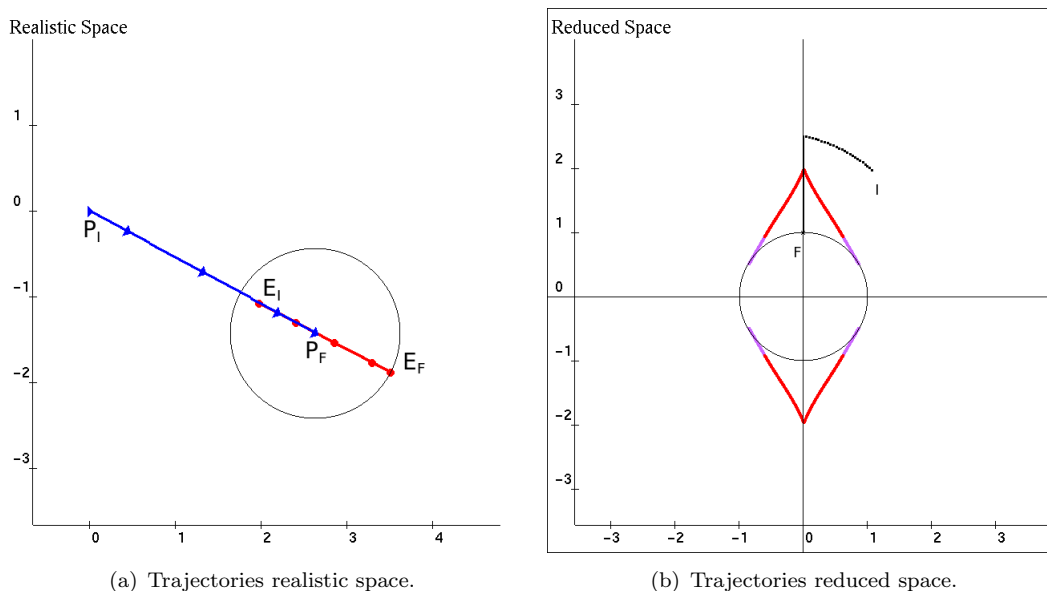 Realistic Space
1
0
-1
-2
-3
0 1 2 3 4
P_I
E_I
P_F
E_F
(a) Trajectories realistic space.
Reduced Space
3
2
1
0
-1
-2
-3
-3 -2 -1 0 1 2 3
I
F
(b) Trajectories reduced space.